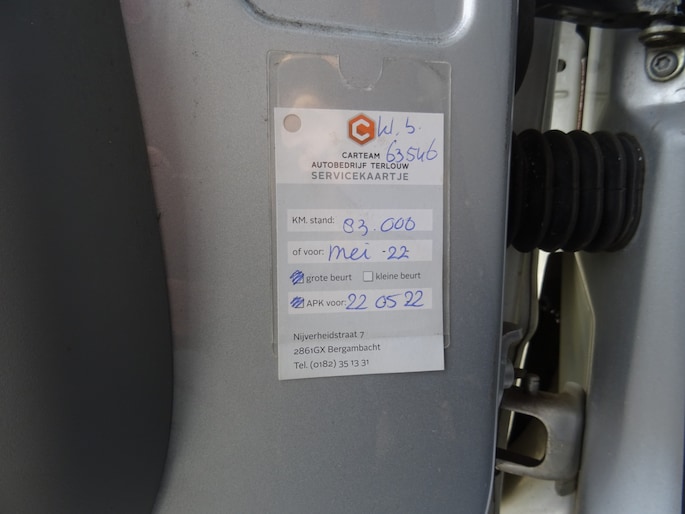 C
W.b.
63546
CARTEAM
AUTOBEDRIJF TERLOUW
SERVICEKAARTJE
KM. stand: 83.000
of voor: mei -22
grote beurt kleine beurt
APK voor: 22 05 22
Nijverheidstraat 7
2861GX Bergambacht
Tel. (0182) 35 13 31